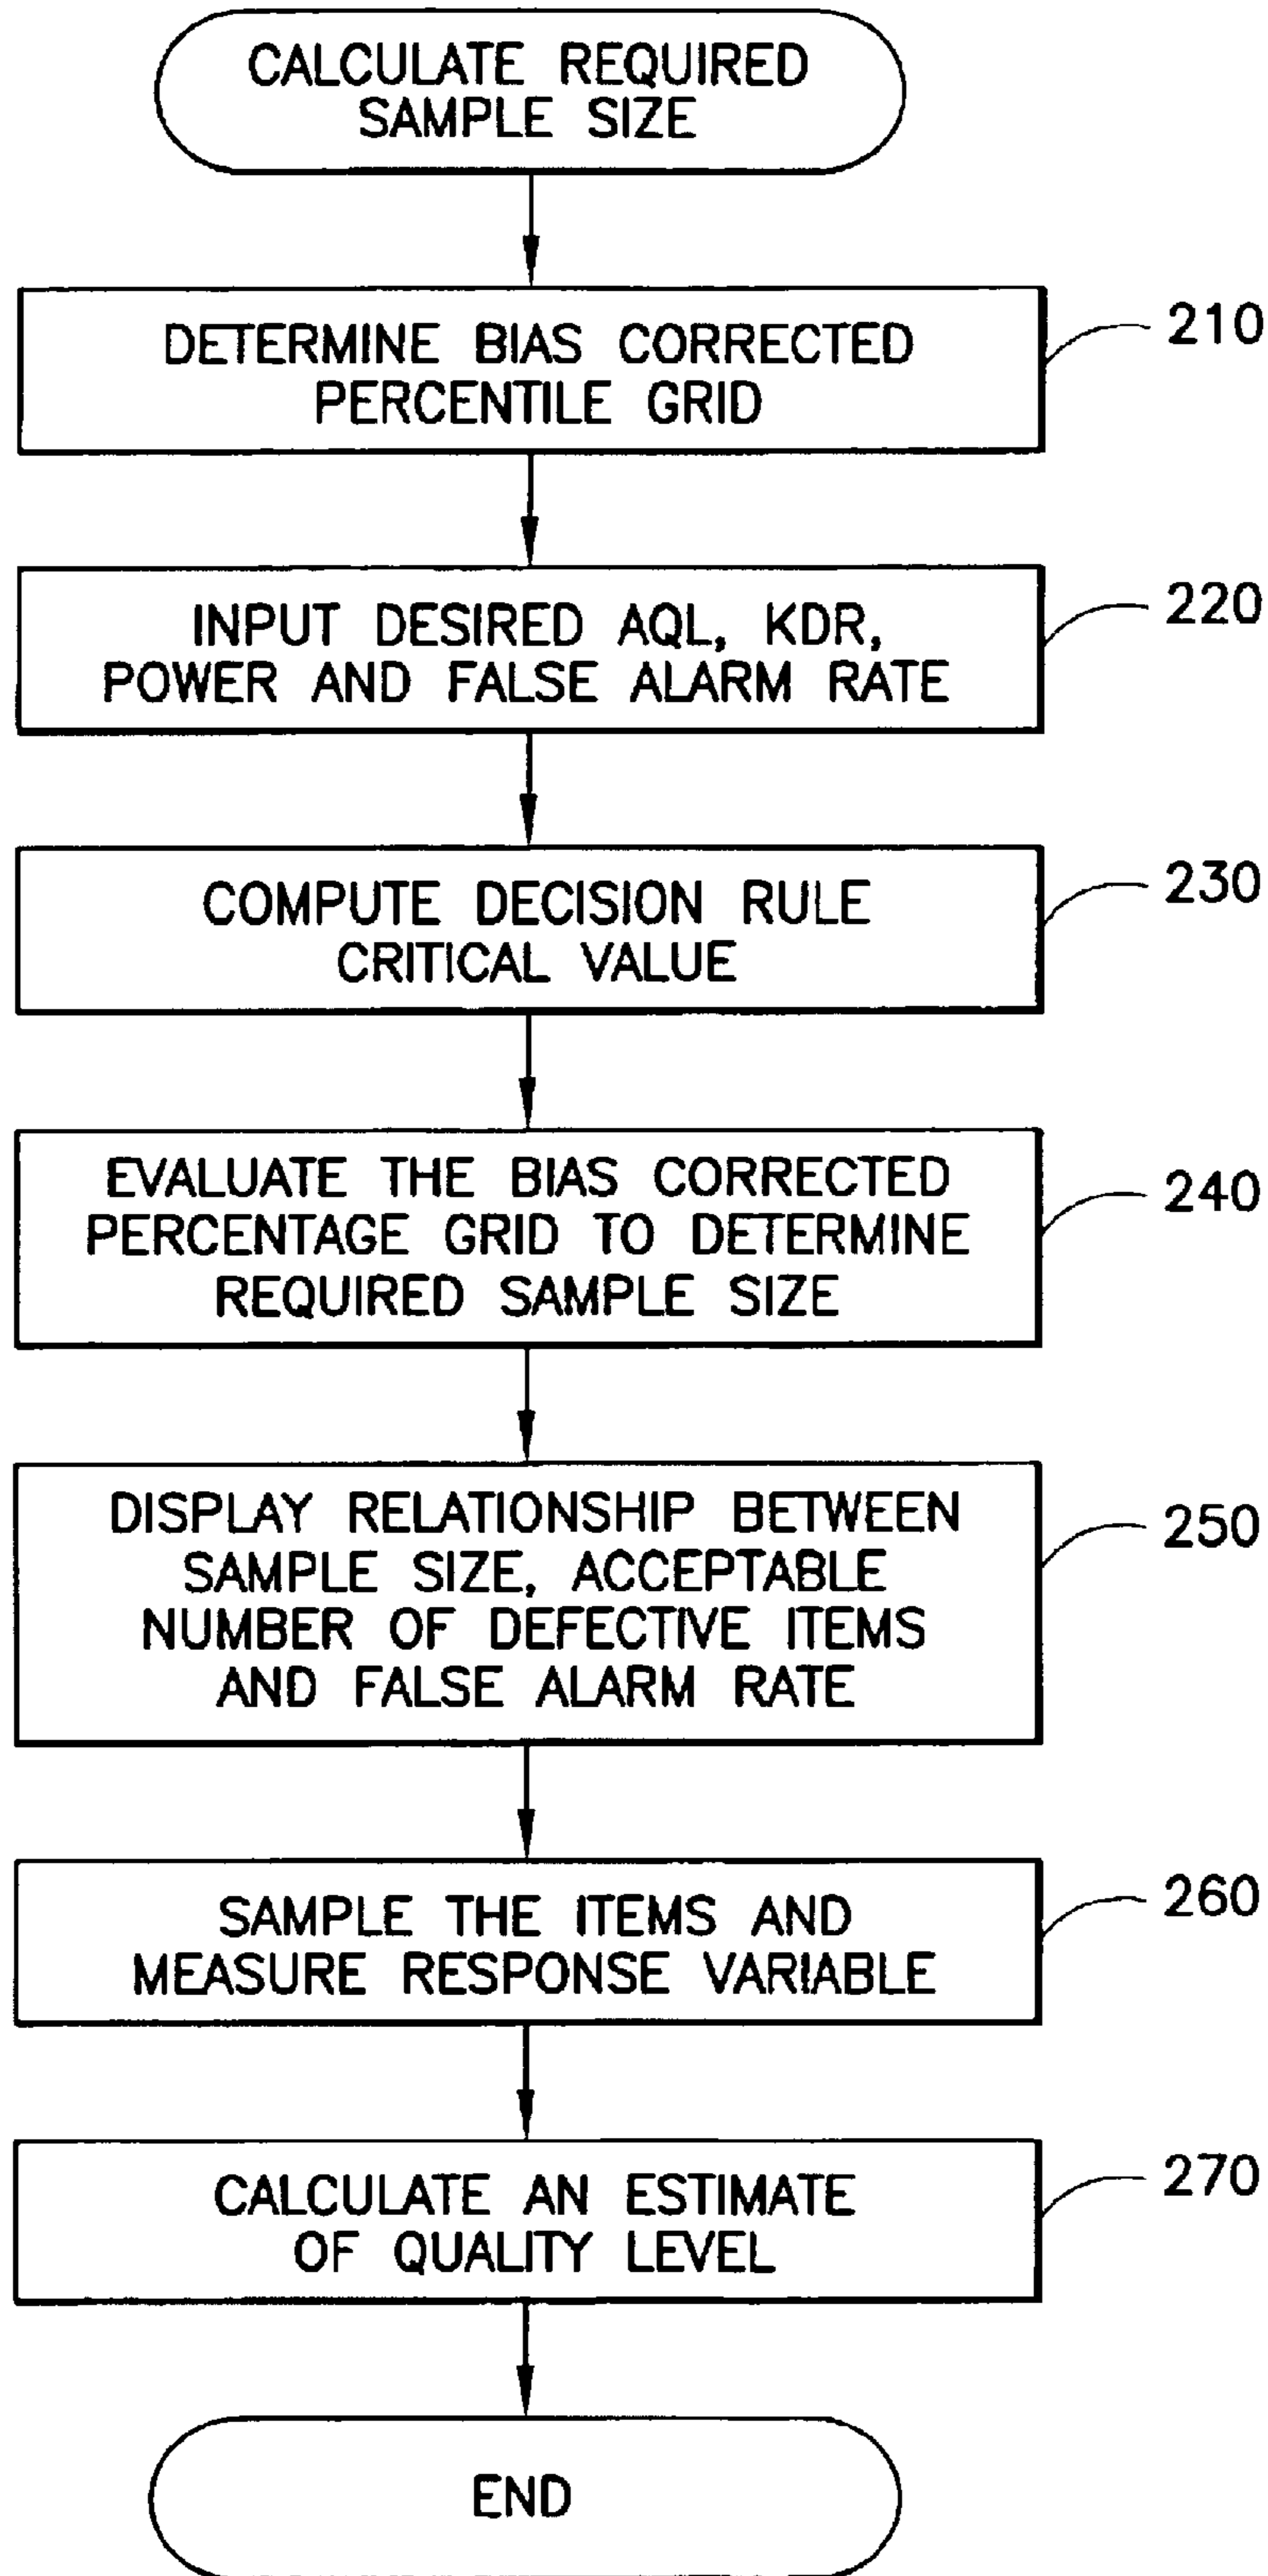 CALCULATE REQUIRED
SAMPLE SIZE
DETERMINE BIAS CORRECTED
PERCENTILE GRID
210
INPUT DESIRED AQL, KDR,
POWER AND FALSE ALARM RATE
220
COMPUTE DECISION RULE
CRITICAL VALUE
230
EVALUATE THE BIAS CORRECTED
PERCENTAGE GRID TO DETERMINE
REQUIRED SAMPLE SIZE
240
DISPLAY RELATIONSHIP BETWEEN
SAMPLE SIZE, ACCEPTABLE
NUMBER OF DEFECTIVE ITEMS
AND FALSE ALARM RATE
250
SAMPLE THE ITEMS AND
MEASURE RESPONSE VARIABLE
260
CALCULATE AN ESTIMATE
OF QUALITY LEVEL
270
END